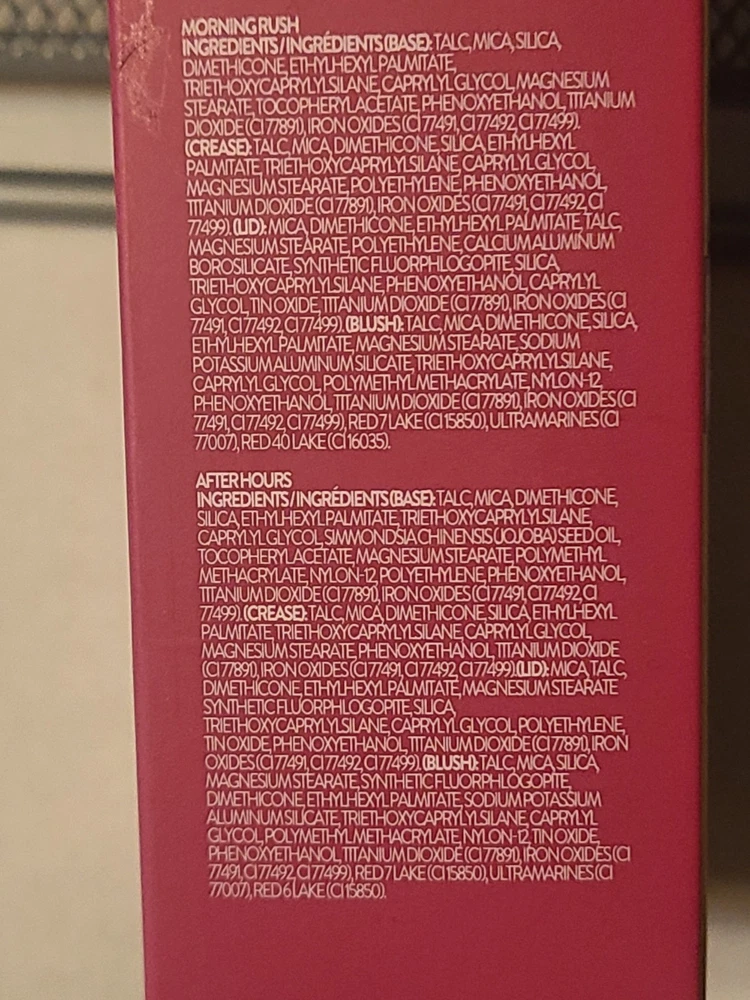 MORNING RUSH
INGREDIENTS / INGRÉDIENTS (BASE): TALC, MICA, SILICA,
DIMETHICONE, ETHYLHEXYL PALMITATE,
TRIETHOXYCAPRYLYLSILANE, CAPRYLYL GLYCOL, MAGNESIUM
STEARATE, TOCOPHERYL ACETATE, PHENOXYETHANOL, TITANIUM
DIOXIDE (CI 77891), IRON OXIDES (CI 77491, CI 77492, CI 77499).
(CREASE): TALC, MICA, DIMETHICONE, SILICA, ETHYLHEXYL
PALMITATE, TRIETHOXYCAPRYLYLSILANE, CAPRYLYL GLYCOL,
MAGNESIUM STEARATE, POLYETHYLENE, PHENOXYETHANOL,
TITANIUM DIOXIDE (CI 77891), IRON OXIDES (CI 77491, CI 77492, CI
77499). (LID): MICA, DIMETHICONE, ETHYLHEXYL PALMITATE, TALC,
MAGNESIUM STEARATE, POLYETHYLENE, CALCIUM ALUMINUM
BOROSILICATE, SYNTHETIC FLUORPHLOGOPITE, SILICA,
TRIETHOXYCAPRYLYLSILANE, PHENOXYETHANOL, CAPRYLYL
GLYCOL, TIN OXIDE, TITANIUM DIOXIDE (CI 77891), IRON OXIDES (CI
77491, CI 77492, CI 77499). (BLUSH): TALC, MICA, DIMETHICONE, SILICA,
ETHYLHEXYL PALMITATE, MAGNESIUM STEARATE, SODIUM
POTASSIUM ALUMINUM SILICATE, TRIETHOXYCAPRYLYLSILANE,
CAPRYLYL GLYCOL, POLYMETHYL METHACRYLATE, NYLON-12,
PHENOXYETHANOL, TITANIUM DIOXIDE (CI 77891), IRON OXIDES (CI
77491, CI 77492, CI 77499), RED 7 LAKE (CI 15850), ULTRAMARINES (CI
77007), RED 40 LAKE (CI 16035).
AFTER HOURS
INGREDIENTS / INGRÉDIENTS (BASE): TALC, MICA, DIMETHICONE,
SILICA, ETHYLHEXYL PALMITATE, TRIETHOXYCAPRYLYLSILANE,
CAPRYLYL GLYCOL, SIMMONDSIA CHINENSIS (JOJOBA) SEED OIL,
TOCOPHERYL ACETATE, MAGNESIUM STEARATE, POLYMETHYL
METHACRYLATE, NYLON-12, POLYETHYLENE, PHENOXYETHANOL,
TITANIUM DIOXIDE (CI 77891), IRON OXIDES (CI 77491, CI 77492, CI
77499). (CREASE): TALC, MICA, DIMETHICONE, SILICA, ETHYLHEXYL
PALMITATE, TRIETHOXYCAPRYLYLSILANE, CAPRYLYL GLYCOL,
MAGNESIUM STEARATE, PHENOXYETHANOL, TITANIUM DIOXIDE
(CI 77891), IRON OXIDES (CI 77491, CI 77492, CI 77499). (LID): MICA, TALC,
DIMETHICONE, ETHYLHEXYL PALMITATE, MAGNESIUM STEARATE
SYNTHETIC FLUORPHLOGOPITE, SILICA,
TRIETHOXYCAPRYLYLSILANE, CAPRYLYL GLYCOL, POLYETHYLENE,
TIN OXIDE, PHENOXYETHANOL, TITANIUM DIOXIDE (CI 77891), IRON
OXIDES (CI 77491, CI 77492, CI 77499). (BLUSH): TALC, MICA, SILICA,
MAGNESIUM STEARATE, SYNTHETIC FLUORPHLOGOPITE,
DIMETHICONE, ETHYLHEXYL PALMITATE, SODIUM POTASSIUM
ALUMINUM SILICATE, TRIETHOXYCAPRYLYLSILANE, CAPRYLYL
GLYCOL, POLYMETHYL METHACRYLATE, NYLON-12, TIN OXIDE,
PHENOXYETHANOL, TITANIUM DIOXIDE (CI 77891), IRON OXIDES (CI
77491, CI 77492, CI 77499), RED 7 LAKE (CI 15850), ULTRAMARINES (CI
77007), RED 6 LAKE (CI 15850).